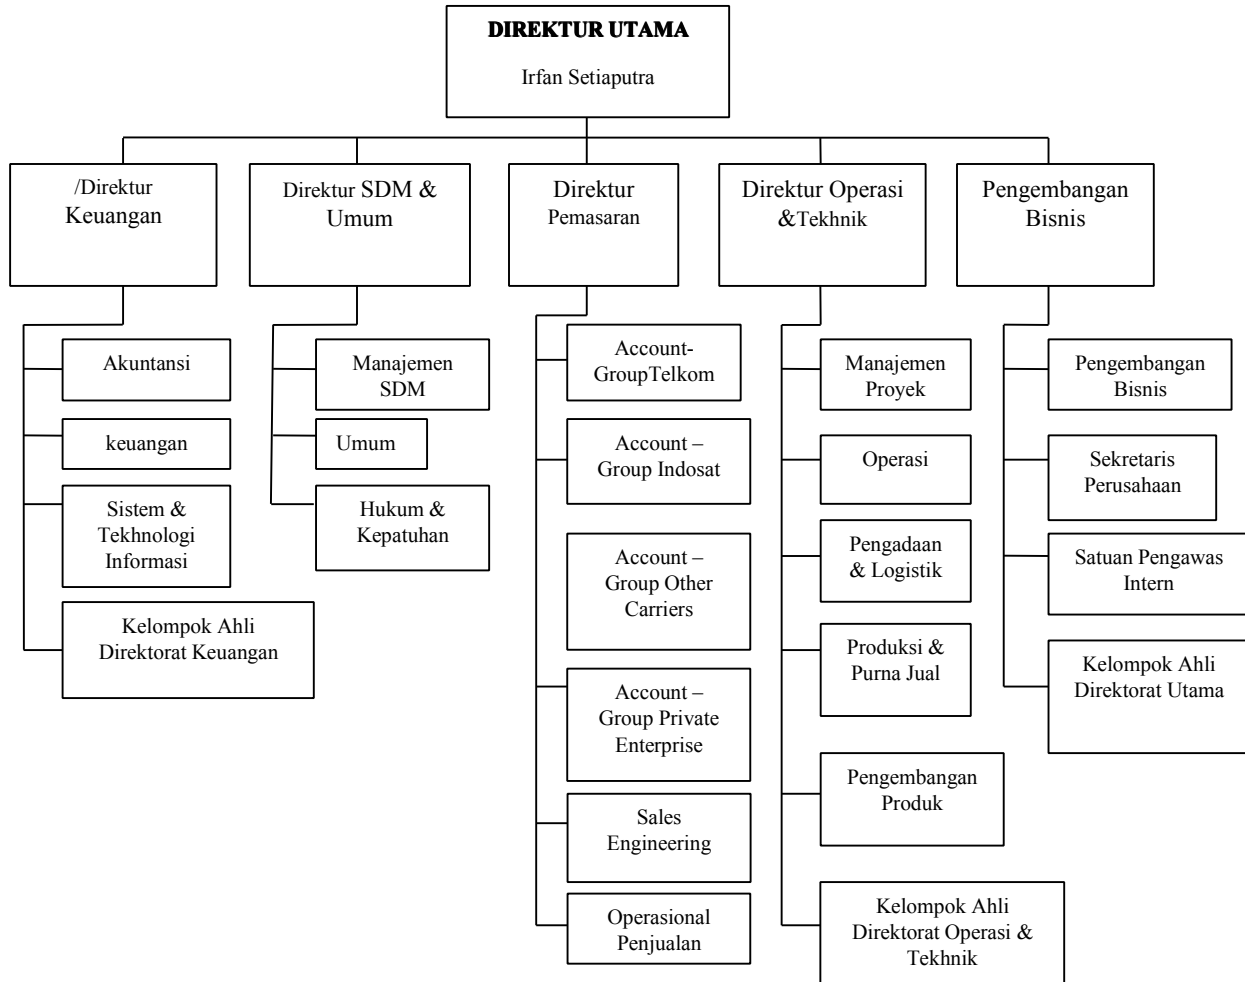 DIREKTUR UTAMA
Irfan Setiaputra
/Direktur
Keuangan
Direktur SDM &
Umum
Direktur
Pemasaran
Direktur Operasi
&Tekhnik
Pengembangan
Bisnis
Akuntansi
keuangan
Sistem &
Tekhnologi
Informasi
Kelompok Ahli
Direktorat Keuangan
Manajemen
SDM
Umum
Hukum &
Kepatuhan
Account-
GroupTelkom
Account –
Group Indosat
Account –
Group Other
Carriers
Account –
Group Private
Enterprise
Sales
Engineering
Operasional
Penjualan
Manajemen
Proyek
Operasi
Pengadaan
& Logistik
Produksi &
Purna Jual
Pengembangan
Produk
Kelompok Ahli
Direktorat Operasi &
Tekhnik
Pengembangan
Bisnis
Sekretaris
Perusahaan
Satuan Pengawas
Intern
Kelompok Ahli
Direktorat Utama